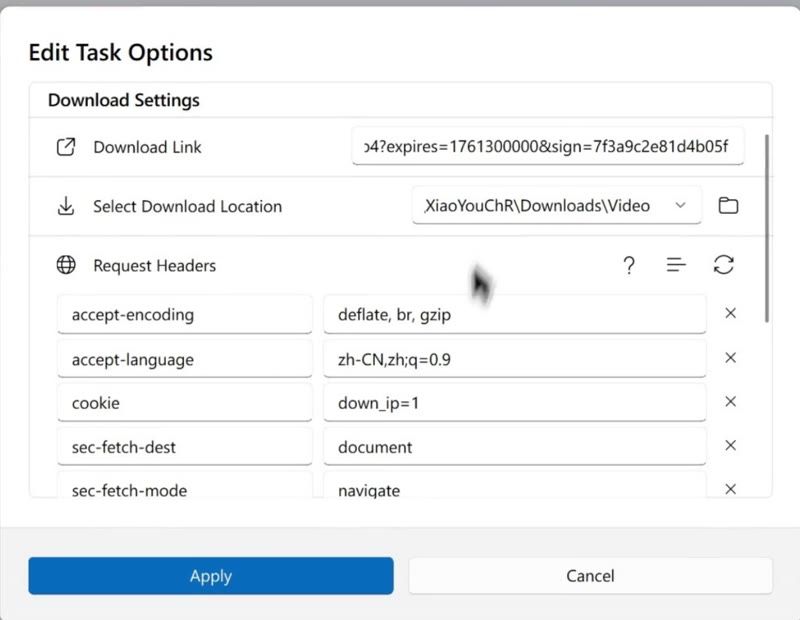 Edit Task Options
Download Settings
Download Link
4?expires=1761300000&sign=7f3a9c2e81d4b05f
Select Download Location
XiaoYouChR\Downloads\Video
Request Headers
?
accept-encoding
deflate, br, gzip
accept-language
zh-CN,zh;q=0.9
cookie
down_ip=1
sec-fetch-dest
document
sec-fetch-mode
navigate
Apply
Cancel